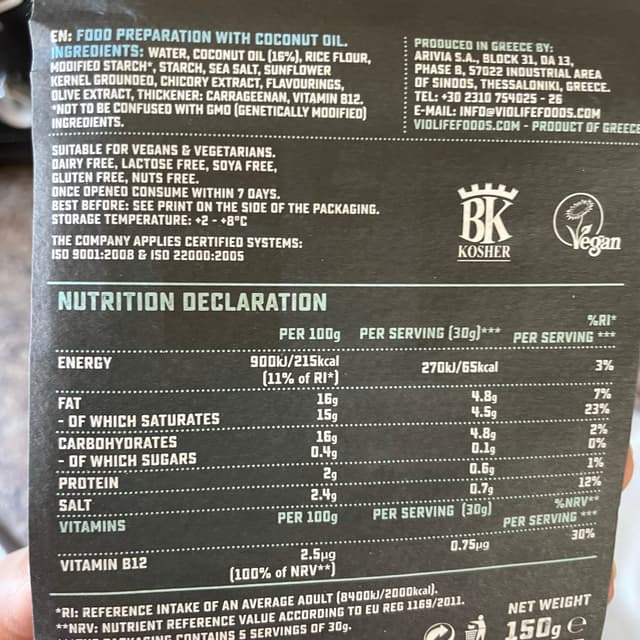 EN: FOOD PREPARATION WITH COCONUT OIL.
INGREDIENTS: WATER, COCONUT OIL (16%), RICE FLOUR,
MODIFIED STARCH*, STARCH, SEA SALT, SUNFLOWER
KERNEL GROUNDED, CHICORY EXTRACT, FLAVOURINGS,
OLIVE EXTRACT, THICKENER: CARRAGEENAN, VITAMIN B12.
*NOT TO BE CONFUSED WITH GMO (GENETICALLY MODIFIED)
INGREDIENTS.
PRODUCED IN GREECE BY:
ARIVIA S.A., BLOCK 31, DA 13,
PHASE B, 57022 INDUSTRIAL AREA
OF SINDOS, THESSALONIKI, GREECE.
TEL: +30 2310 754025 - 26
E-MAIL: INFO@VIOLIFEFOODS.COM
VIOLIFEFOODS.COM - PRODUCT OF GREECE
SUITABLE FOR VEGANS & VEGETARIANS.
DAIRY FREE, LACTOSE FREE, SOYA FREE,
GLUTEN FREE, NUTS FREE.
ONCE OPENED CONSUME WITHIN 7 DAYS.
BEST BEFORE: SEE PRINT ON THE SIDE OF THE PACKAGING.
STORAGE TEMPERATURE: +2 - +8°C
THE COMPANY APPLIES CERTIFIED SYSTEMS:
ISO 9001:2008 & ISO 22000:2005
BK
KOSHER
Vegan
NUTRITION DECLARATION
PER 100g PER SERVING (30g)*** %RI* PER SERVING ***
ENERGY 900kJ/215kcal 270kJ/65kcal 3%
(11% of RI*)
FAT 16g 4.8g 7%
- OF WHICH SATURATES 15g 4.5g 23%
CARBOHYDRATES 16g 4.8g 2%
- OF WHICH SUGARS 0.4g 0.1g 0%
PROTEIN 2g 0.6g 1%
SALT 2.4g 0.7g 12%
VITAMINS PER 100g PER SERVING (30g) %NRV** PER SERVING ***
VITAMIN B12 2.5µg 0.75µg 30%
(100% of NRV**)
*RI: REFERENCE INTAKE OF AN AVERAGE ADULT (8400kJ/2000kcal).
**NRV: NUTRIENT REFERENCE VALUE ACCORDING TO EU REG 1169/2011.
PACKAGING CONTAINS 5 SERVINGS OF 30g.
NET WEIGHT
150g e